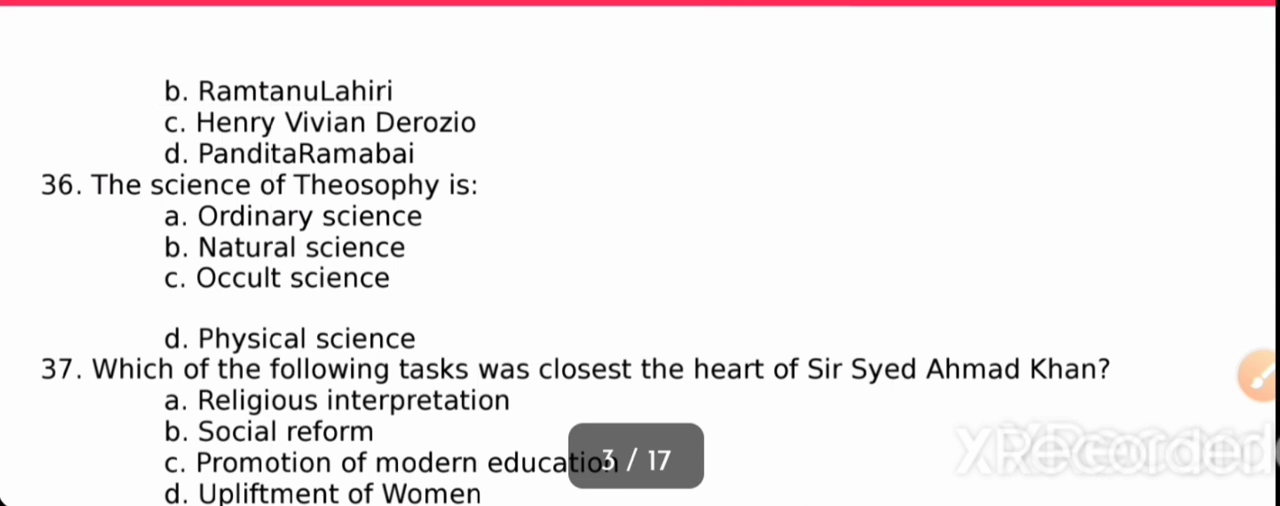 b. RamtanuLahiri
c. Henry Vivian Derozio
d. PanditaRamabai
36. The science of Theosophy is:
a. Ordinary science
b. Natural science
c. Occult science
d. Physical science
37. Which of the following tasks was closest the heart of Sir Syed Ahmad Khan?
a. Religious interpretation
b. Social reform
c. Promotion of modern education
3 / 17
XRecorder
d. Upliftment of Women